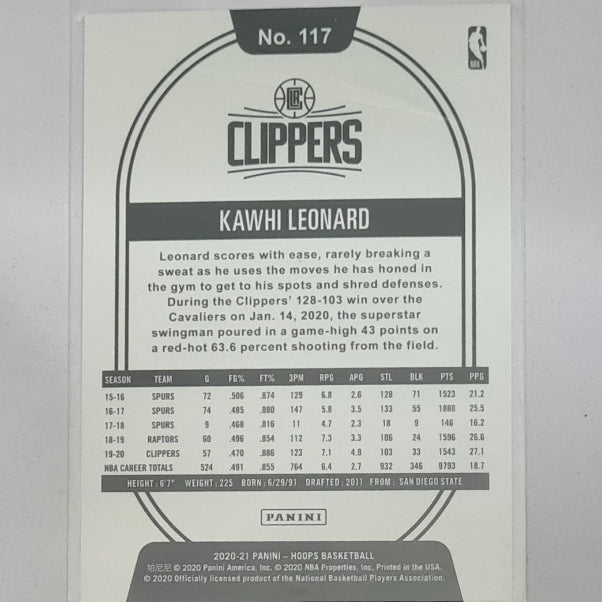 No. 117
NBA
LAC
CLIPPERS
KAWHI LEONARD
Leonard scores with ease, rarely breaking a
sweat as he uses the moves he has honed in
the gym to get to his spots and shred defenses.
During the Clippers' 128-103 win over the
Cavaliers on Jan. 14, 2020, the superstar
swingman poured in a game-high 43 points on
a red-hot 63.6 percent shooting from the field.
SEASON TEAM G FG% FT% 3PM RPG APG STL BLK PTS PPG
15-16 SPURS 72 .506 .874 129 6.8 2.6 128 71 1523 21.2
16-17 SPURS 74 .485 .880 147 5.8 3.5 133 55 1888 25.5
17-18 SPURS 9 .468 .816 11 4.7 2.3 18 9 146 16.2
18-19 RAPTORS 60 .496 .854 112 7.3 3.3 106 24 1596 26.6
19-20 CLIPPERS 57 .470 .886 123 7.1 4.9 103 33 1543 27.1
NBA CAREER TOTALS 524 .491 .855 764 6.4 2.7 932 346 9793 18.7
HEIGHT: 6'7" WEIGHT: 225 BORN: 6/29/91 DRAFTED: 2011 FROM: SAN DIEGO STATE
PANINI
2020-21 PANINI – HOOPS BASKETBALL
帕尼尼 © 2020 Panini America, Inc. © 2020 NBA Properties, Inc. Printed in the USA.
© 2020 Officially licensed product of the National Basketball Players Association.